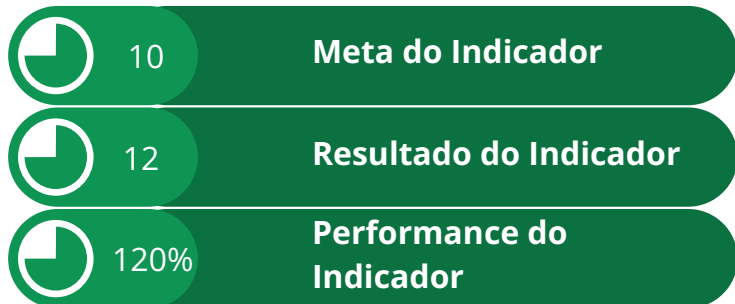 10 Meta do Indicador
12 Resultado do Indicador
120% Performance do
Indicador